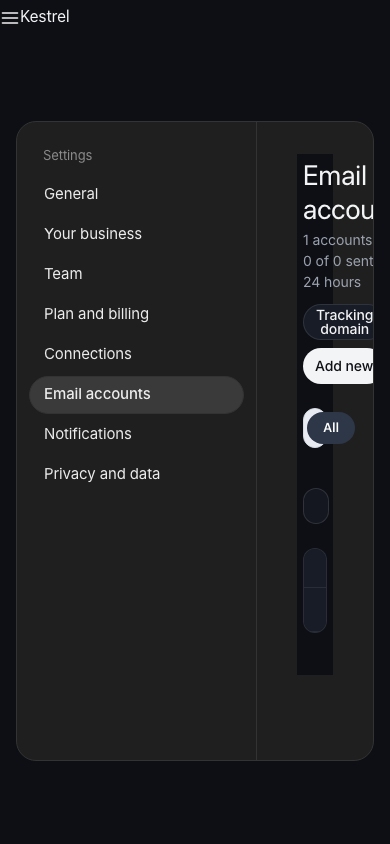 Kestrel
Settings
General
Your business
Team
Plan and billing
Connections
Email accounts
Notifications
Privacy and data
Email
accou
1 accounts
0 of 0 sent
24 hours
Tracking
domain
Add new
All